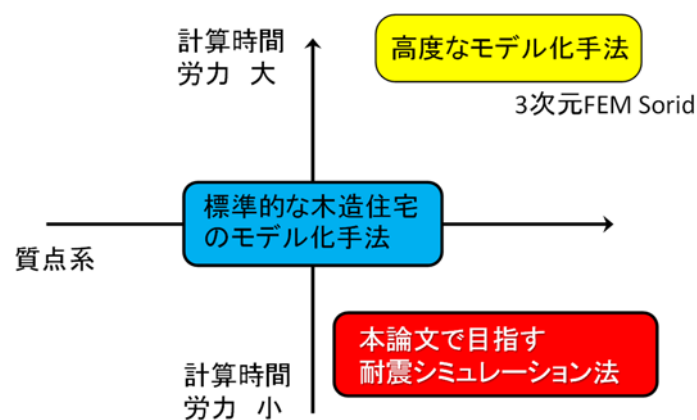 計算時間
労力 大
高度なモデル化手法
3次元FEM Sorid
標準的な木造住宅
のモデル化手法
質点系
本論文で目指す
耐震シミュレーション法
計算時間
労力 小